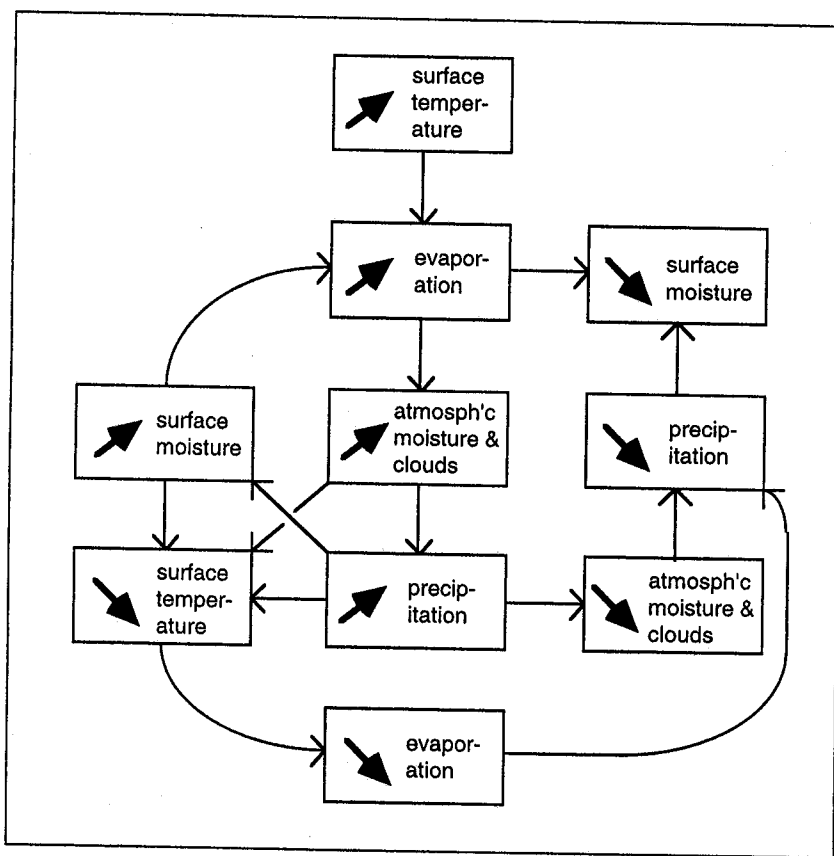 surface
temper-
ature
evapor-
ation
surface
moisture
surface
moisture
atmosph'c
moisture &
clouds
precip-
itation
surface
temper-
ature
precip-
itation
atmosph'c
moisture &
clouds
evapor-
ation